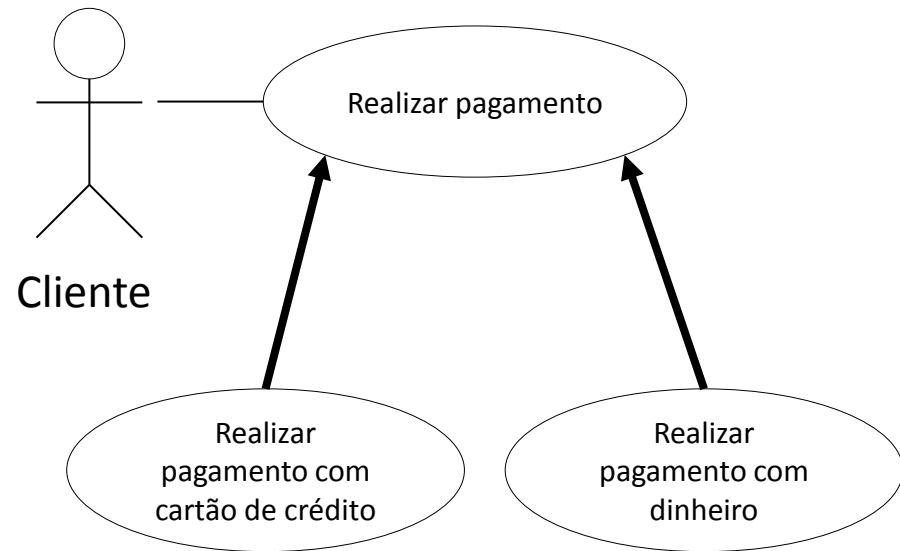 Realizar pagamento
Cliente
Realizar
pagamento com
cartão de crédito
Realizar
pagamento com
dinheiro